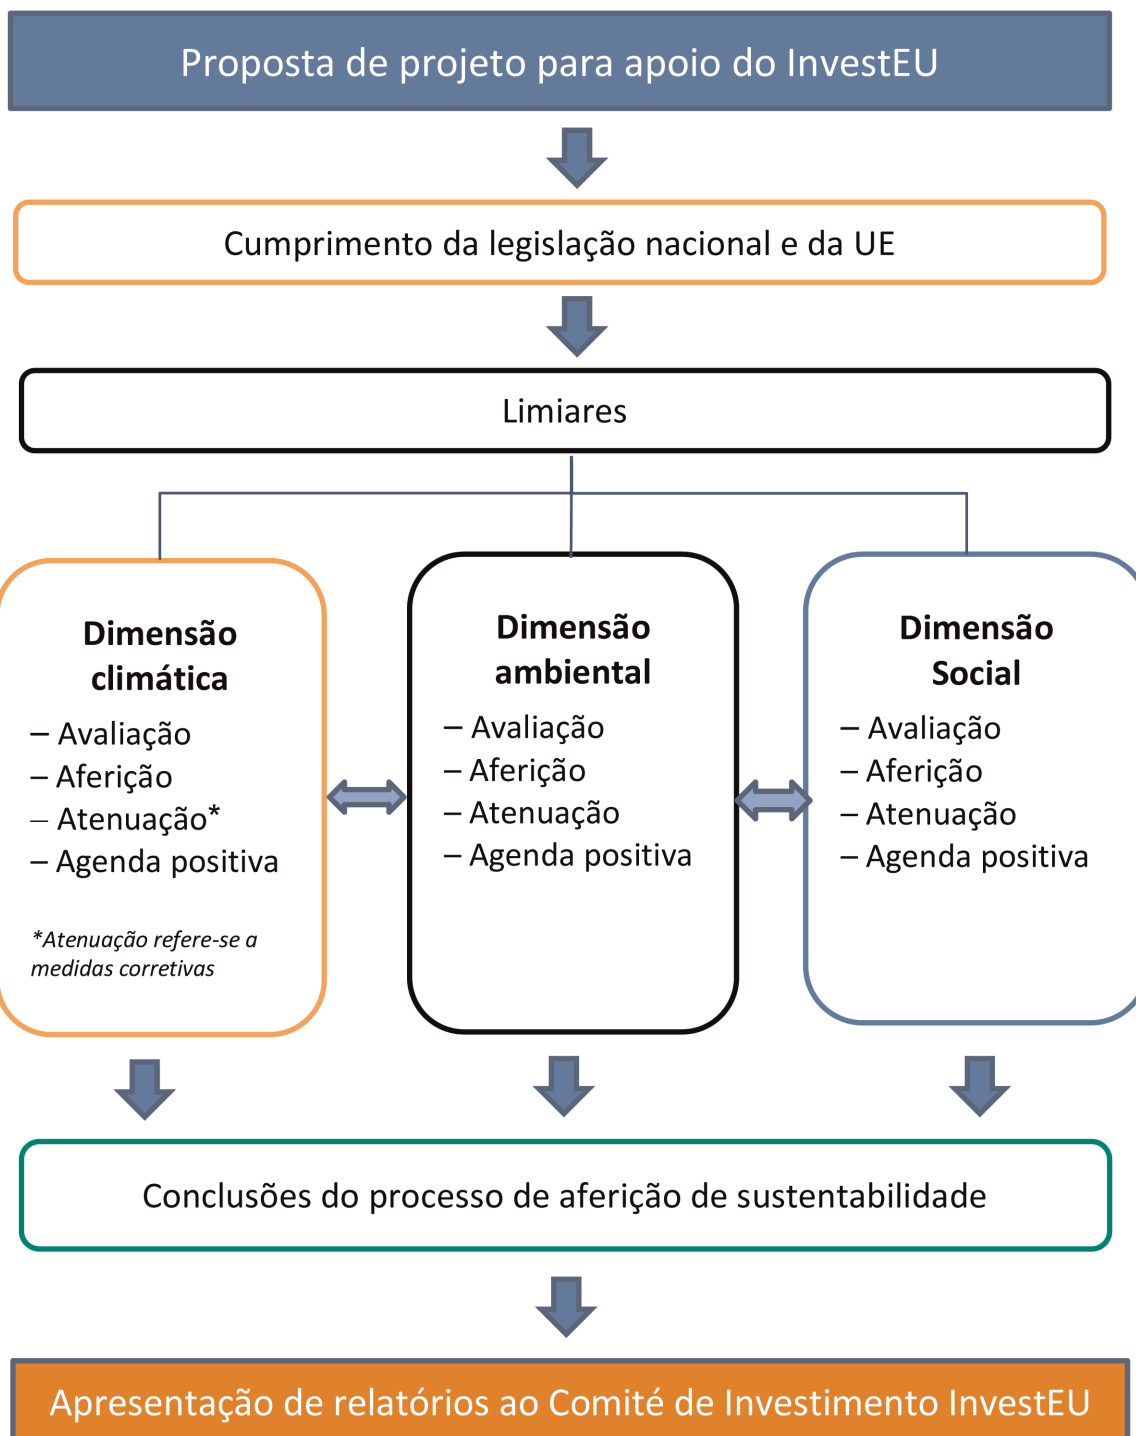 Proposta de projeto para apoio do InvestEU
Cumprimento da legislação nacional e da UE
Limiares
Dimensão
climática
– Avaliação
– Aferição
– Atenuação*
– Agenda positiva
*Atenuação refere-se a
medidas corretivas
Dimensão
ambiental
– Avaliação
– Aferição
– Atenuação
– Agenda positiva
Dimensão
Social
– Avaliação
– Aferição
– Atenuação
– Agenda positiva
Conclusões do processo de aferição de sustentabilidade
Apresentação de relatórios ao Comité de Investimento InvestEU